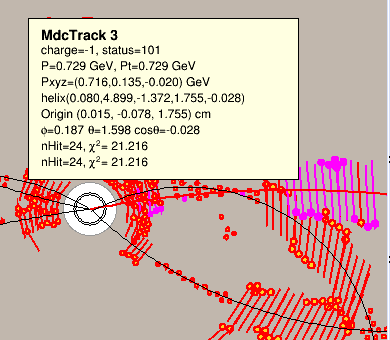 MdcTrack 3
charge=-1, status=101
P=0.729 GeV, Pt=0.729 GeV
Pxyz=(0.716,0.135,-0.020) GeV
helix(0.080,4.899,-1.372,1.755,-0.028)
Origin (0.015, -0.078, 1.755) cm
ϕ=0.187 θ=1.598 cosθ=-0.028
nHit=24, χ²= 21.216
nHit=24, χ²= 21.216